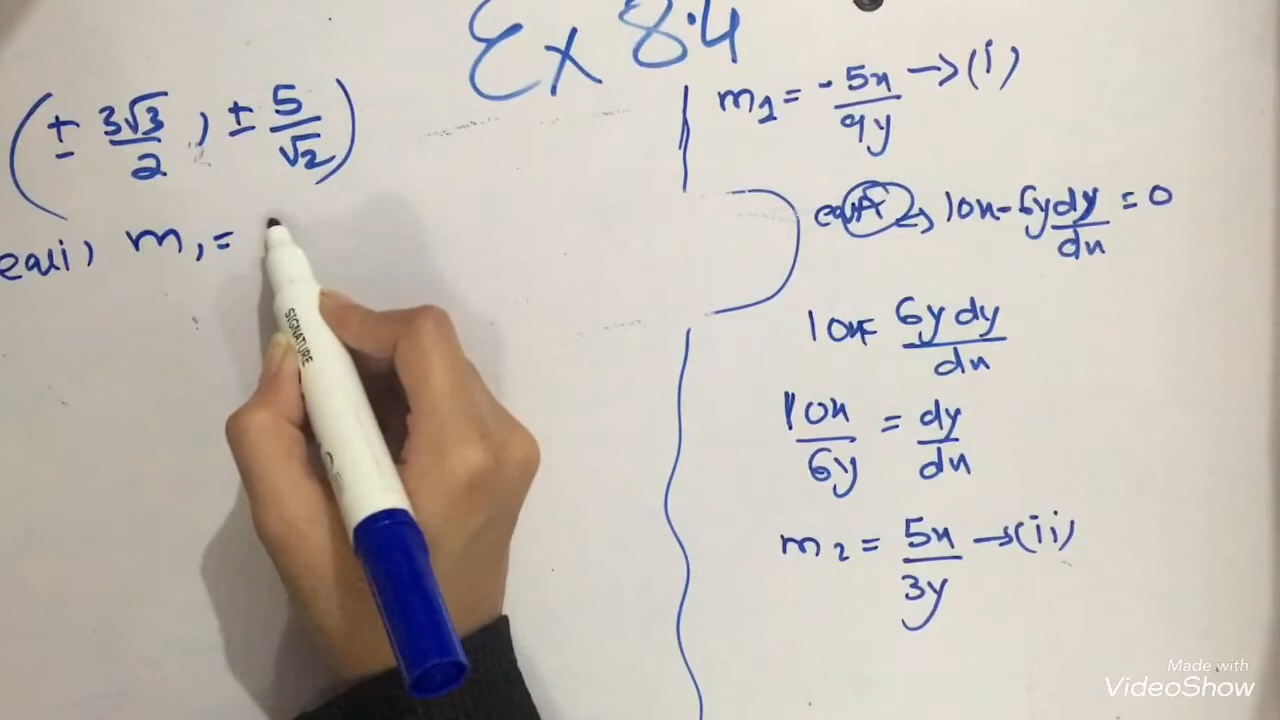 Ex 8.4
(± 3√3/2 , ± 5/√2)
eq(i) m₁ =
m₁ = -5x/9y → (i)
10x - 6y dy/dx = 0
10x = 6y dy/dx
10x/6y = dy/dx
m₂ = 5x/3y → (ii)
SIGNATURE
Made with
VideoShow